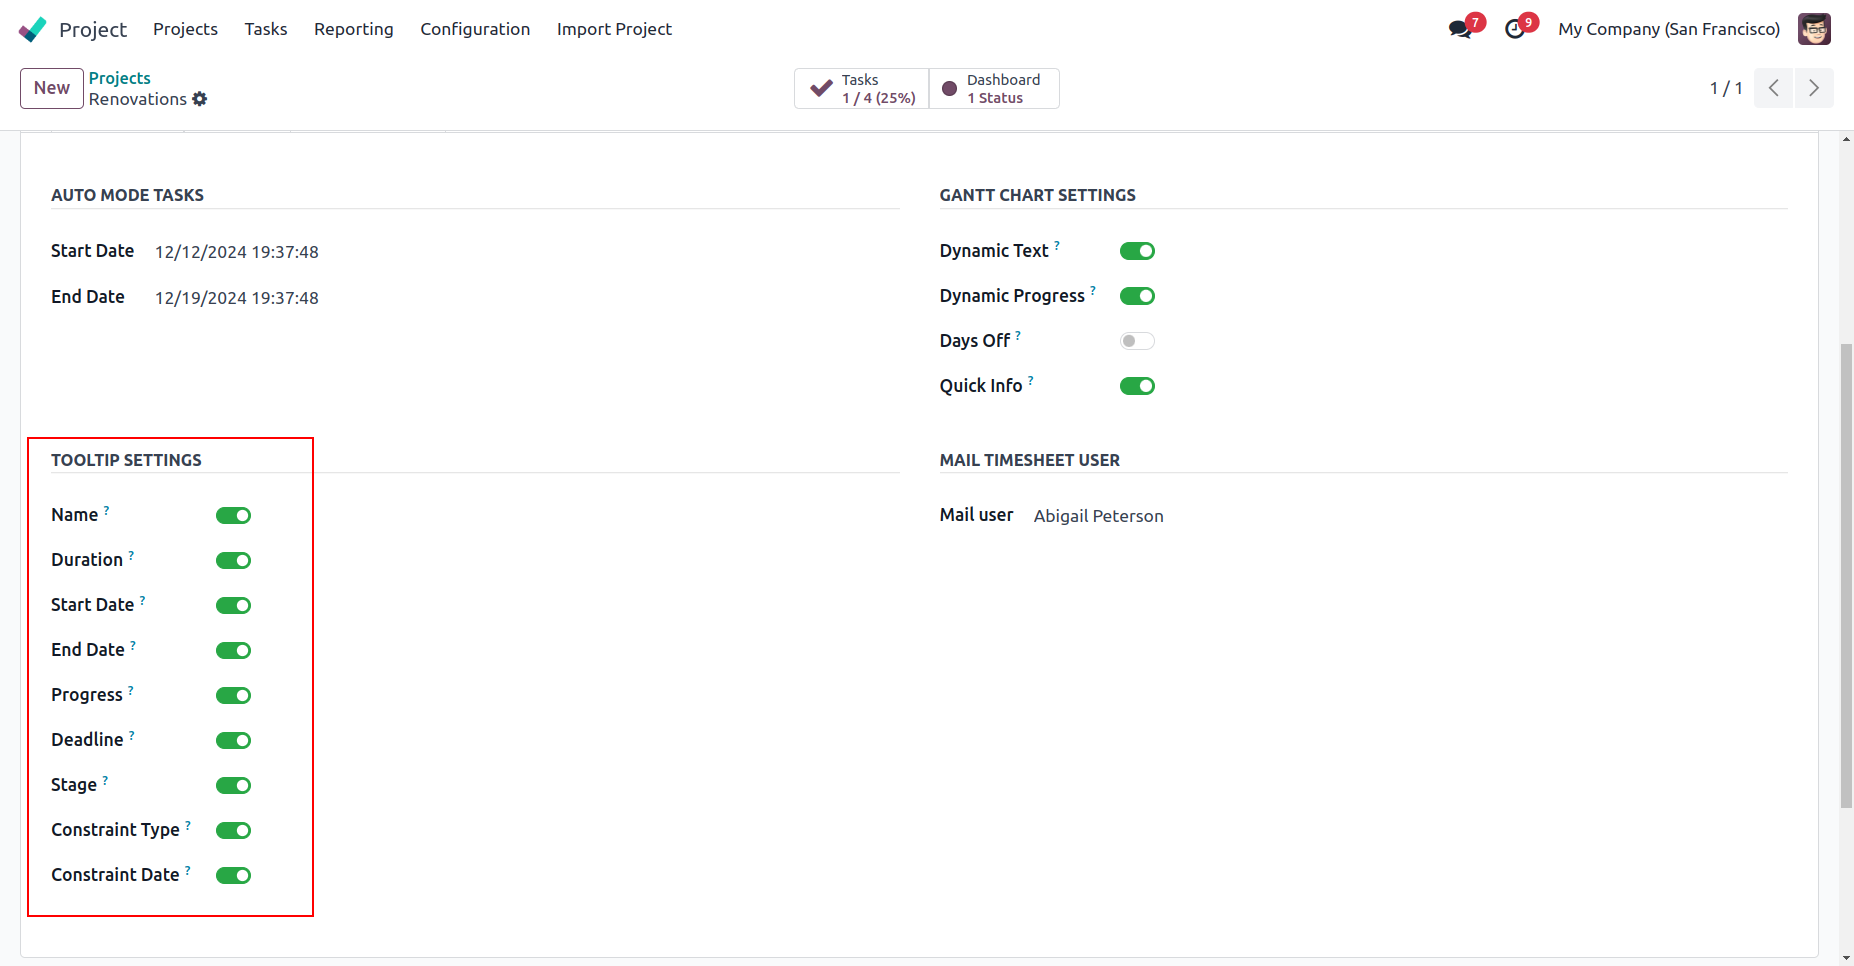 Project Projects Tasks Reporting Configuration Import Project 7 9 My Company (San Francisco)
New
Projects
Renovations
Tasks
1 / 4 (25%)
Dashboard
1 Status
1 / 1
AUTO MODE TASKS
Start Date 12/12/2024 19:37:48
End Date 12/19/2024 19:37:48
GANTT CHART SETTINGS
Dynamic Text ?
Dynamic Progress ?
Days Off ?
Quick Info ?
TOOLTIP SETTINGS
Name ?
Duration ?
Start Date ?
End Date ?
Progress ?
Deadline ?
Stage ?
Constraint Type ?
Constraint Date ?
MAIL TIMESHEET USER
Mail user Abigail Peterson